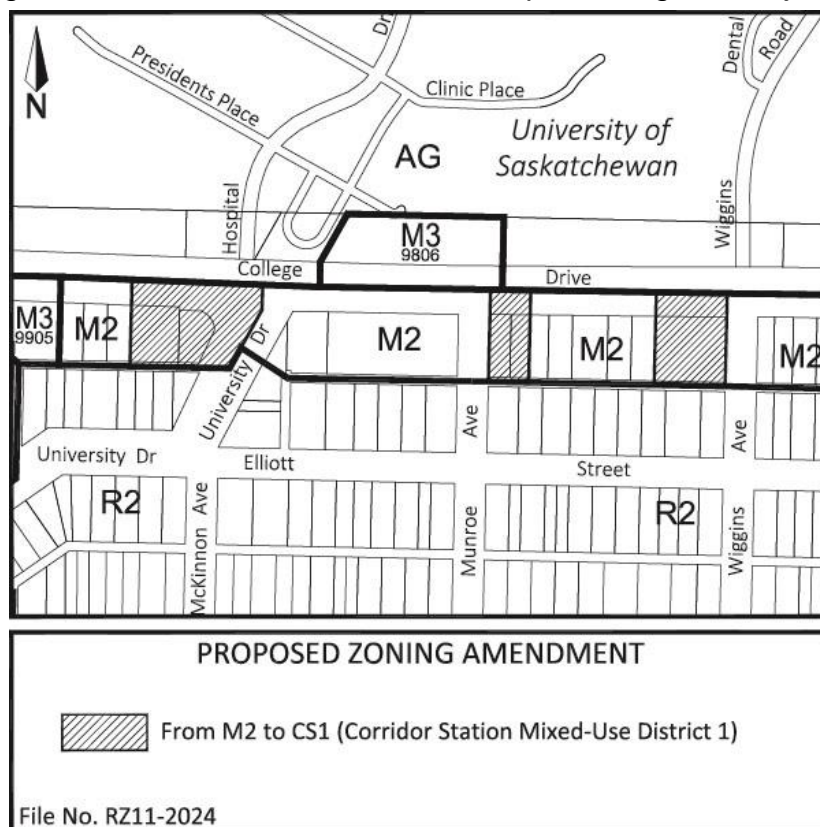 Presidents Place
Dr
Clinic Place
Dental
Road
N
University of
Saskatchewan
AG
Hospital
Wiggins
M3
9806
College
Drive
M3
9905
M2
University Dr
M2
M2
M2
Ave
Ave
University Dr
Elliott
Street
R2
McKinnon Ave
Munroe
R2
Wiggins
PROPOSED ZONING AMENDMENT
From M2 to CS1 (Corridor Station Mixed-Use District 1)
File No. RZ11-2024